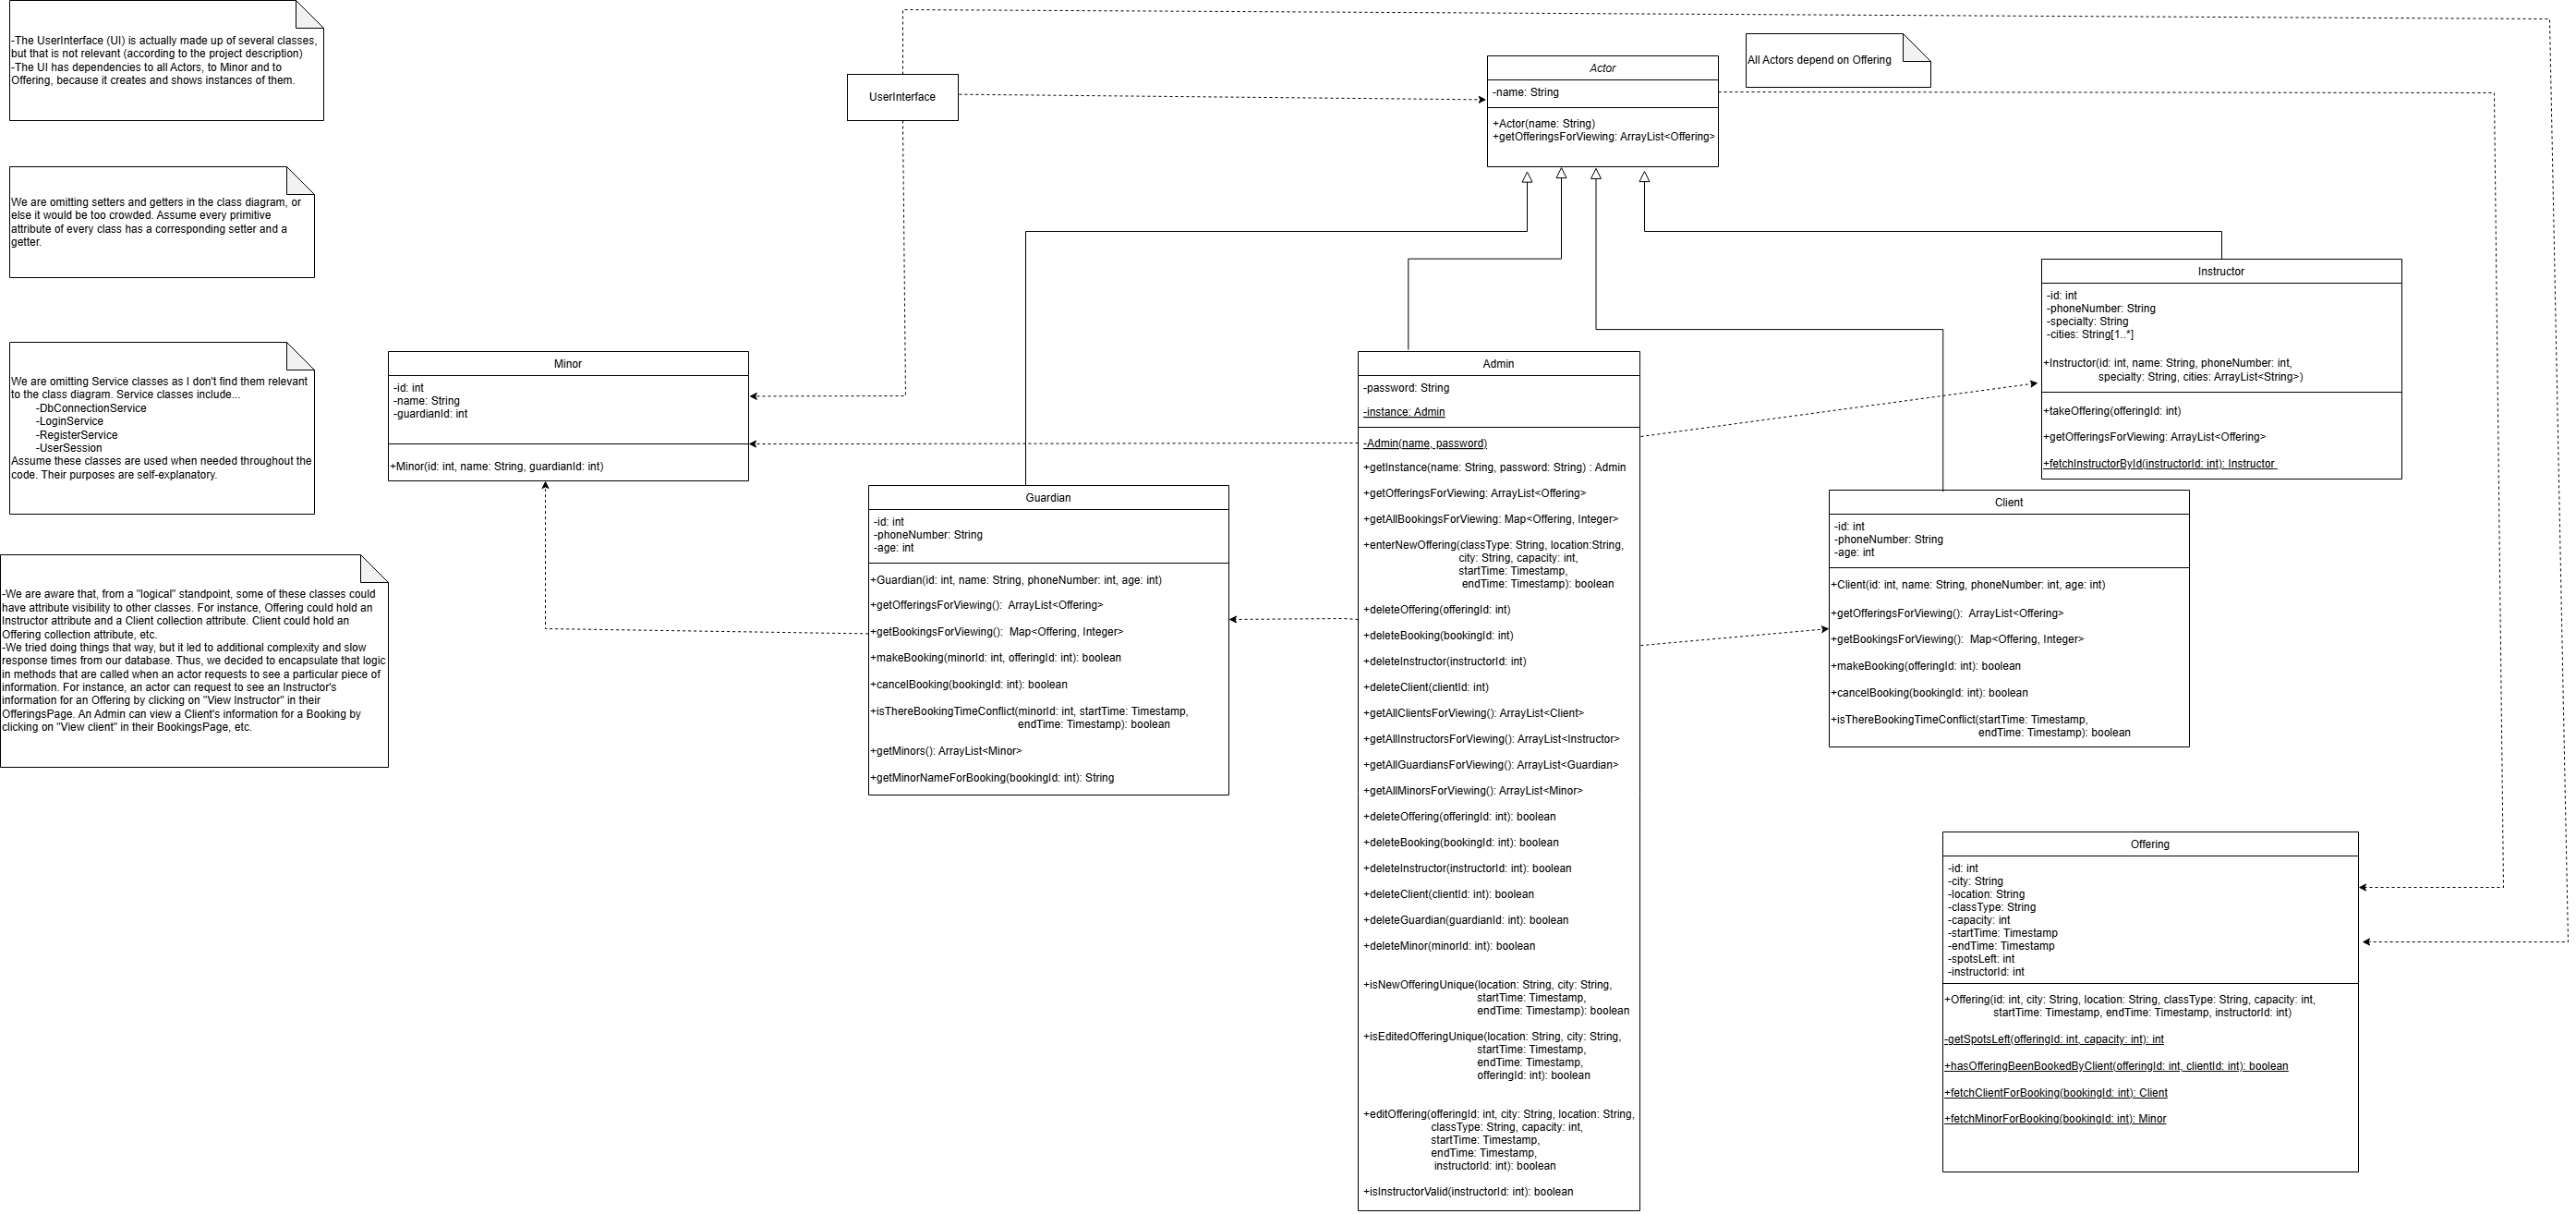 -The UserInterface (UI) is actually made up of several classes,
but that is not relevant (according to the project description)
-The UI has dependencies to all Actors, to Minor and to
Offering, because it creates and shows instances of them.
We are omitting setters and getters in the class diagram, or
else it would be too crowded. Assume every primitive
attribute of every class has a corresponding setter and a
getter.
We are omitting Service classes as I don't find them relevant
to the class diagram. Service classes include...
-DbConnectionService
-LoginService
-RegisterService
-UserSession
Assume these classes are used when needed throughout the
code. Their purposes are self-explanatory.
-We are aware that, from a "logical" standpoint, some of these classes could
have attribute visibility to other classes. For instance, Offering could hold an
Instructor attribute and a Client collection attribute. Client could hold an
Offering collection attribute, etc.
-We tried doing things that way, but it led to additional complexity and slow
response times from our database. Thus, we decided to encapsulate that logic
in methods that are called when an actor requests to see a particular piece of
information. For instance, an actor can request to see an Instructor's
information for an Offering by clicking on "View Instructor" in their
OfferingsPage. An Admin can view a Client's information for a Booking by
clicking on "View client" in their BookingsPage, etc.
UserInterface
Actor
-name: String
+Actor(name: String)
+getOfferingsForViewing: ArrayList<Offering>
All Actors depend on Offering
Minor
-id: int
-name: String
-guardianId: int
+Minor(id: int, name: String, guardianId: int)
Guardian
-id: int
-phoneNumber: String
-age: int
+Guardian(id: int, name: String, phoneNumber: int, age: int)
+getOfferingsForViewing(): ArrayList<Offering>
+getBookingsForViewing(): Map<Offering, Integer>
+makeBooking(minorId: int, offeringId: int): boolean
+cancelBooking(bookingId: int): boolean
+isThereBookingTimeConflict(minorId: int, startTime: Timestamp,
endTime: Timestamp): boolean
+getMinors(): ArrayList<Minor>
+getMinorNameForBooking(bookingId: int): String
Admin
-password: String
-instance: Admin
-Admin(name, password)
+getInstance(name: String, password: String) : Admin
+getOfferingsForViewing: ArrayList<Offering>
+getAllBookingsForViewing: Map<Offering, Integer>
+enterNewOffering(classType: String, location:String,
city: String, capacity: int,
startTime: Timestamp,
endTime: Timestamp): boolean
+deleteOffering(offeringId: int)
+deleteBooking(bookingId: int)
+deleteInstructor(instructorId: int)
+deleteClient(clientId: int)
+getAllClientsForViewing(): ArrayList<Client>
+getAllInstructorsForViewing(): ArrayList<Instructor>
+getAllGuardiansForViewing(): ArrayList<Guardian>
+getAllMinorsForViewing(): ArrayList<Minor>
+deleteOffering(offeringId: int): boolean
+deleteBooking(bookingId: int): boolean
+deleteInstructor(instructorId: int): boolean
+deleteClient(clientId: int): boolean
+deleteGuardian(guardianId: int): boolean
+deleteMinor(minorId: int): boolean
+isNewOfferingUnique(location: String, city: String,
startTime: Timestamp,
endTime: Timestamp): boolean
+isEditedOfferingUnique(location: String, city: String,
startTime: Timestamp,
endTime: Timestamp,
offeringId: int): boolean
+editOffering(offeringId: int, city: String, location: String,
classType: String, capacity: int,
startTime: Timestamp,
endTime: Timestamp,
instructorId: int): boolean
+isInstructorValid(instructorId: int): boolean
Instructor
-id: int
-phoneNumber: String
-specialty: String
-cities: String[1..*]
+Instructor(id: int, name: String, phoneNumber: int,
specialty: String, cities: ArrayList<String>)
+takeOffering(offeringId: int)
+getOfferingsForViewing: ArrayList<Offering>
+fetchInstructorById(instructorId: int): Instructor
Client
-id: int
-phoneNumber: String
-age: int
+Client(id: int, name: String, phoneNumber: int, age: int)
+getOfferingsForViewing(): ArrayList<Offering>
+getBookingsForViewing(): Map<Offering, Integer>
+makeBooking(offeringId: int): boolean
+cancelBooking(bookingId: int): boolean
+isThereBookingTimeConflict(startTime: Timestamp,
endTime: Timestamp): boolean
Offering
-id: int
-city: String
-location: String
-classType: String
-capacity: int
-startTime: Timestamp
-endTime: Timestamp
-spotsLeft: int
-instructorId: int
+Offering(id: int, city: String, location: String, classType: String, capacity: int,
startTime: Timestamp, endTime: Timestamp, instructorId: int)
-getSpotsLeft(offeringId: int, capacity: int): int
+hasOfferingBeenBookedByClient(offeringId: int, clientId: int): boolean
+fetchClientForBooking(bookingId: int): Client
+fetchMinorForBooking(bookingId: int): Minor